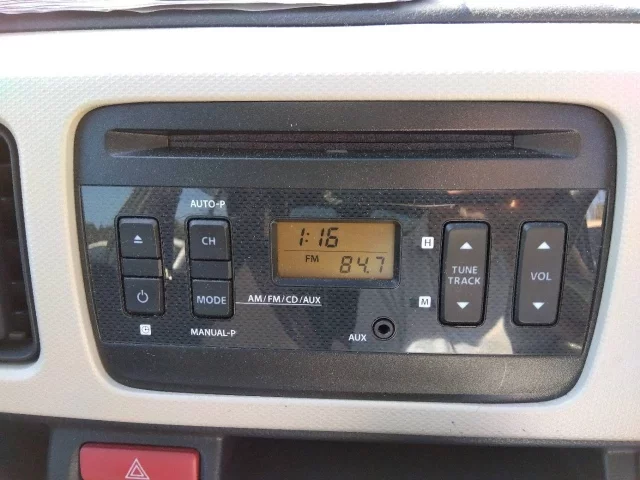 AUTO-P
CH
MODE
AM/FM/CD/AUX
MANUAL-P
1:16
FM 84.7
AUX
H
M
TUNE
TRACK
VOL